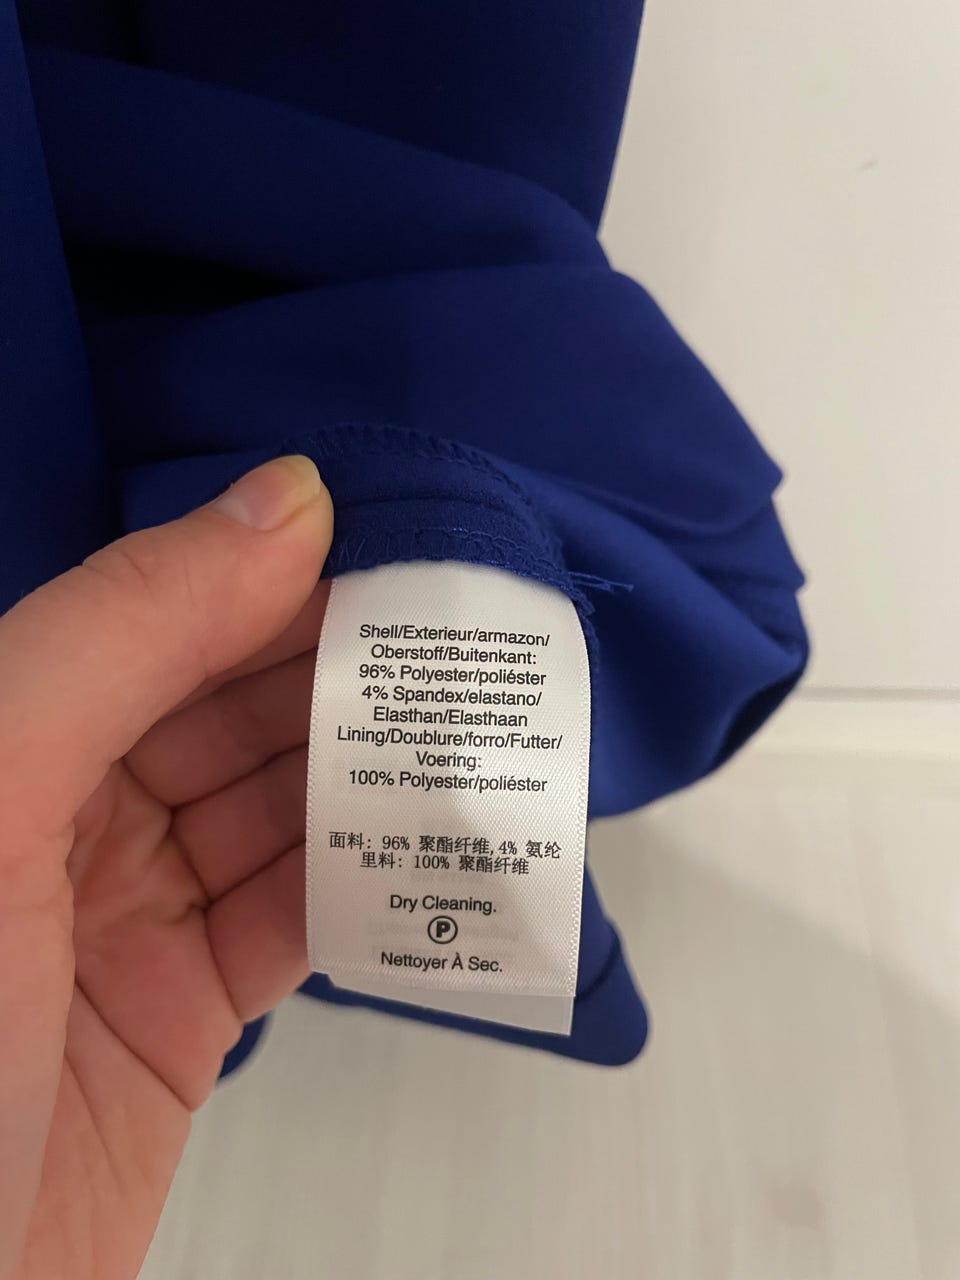 Shell/Exterieur/armazon/
Oberstoff/Buitenkant:
96% Polyester/poliéster
4% Spandex/elastano/
Elasthan/Elasthaan
Lining/Doublure/forro/Futter/
Voering:
100% Polyester/poliéster
面料: 96% 聚酯纤维, 4% 氨纶
里料: 100% 聚酯纤维
Dry Cleaning.
P
Nettoyer À Sec.